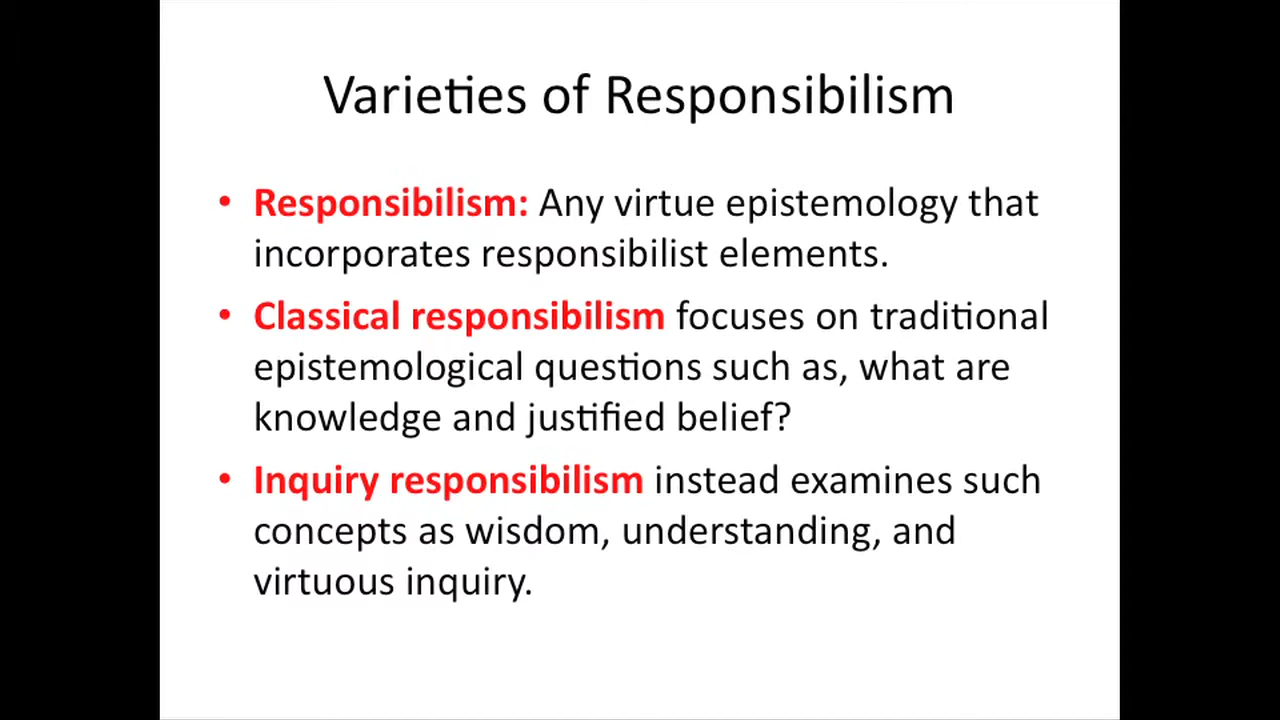 Varieties of Responsibilism
• Responsibilism: Any virtue epistemology that
incorporates responsibilist elements.
• Classical responsibilism focuses on traditional
epistemological questions such as, what are
knowledge and justified belief?
• Inquiry responsibilism instead examines such
concepts as wisdom, understanding, and
virtuous inquiry.